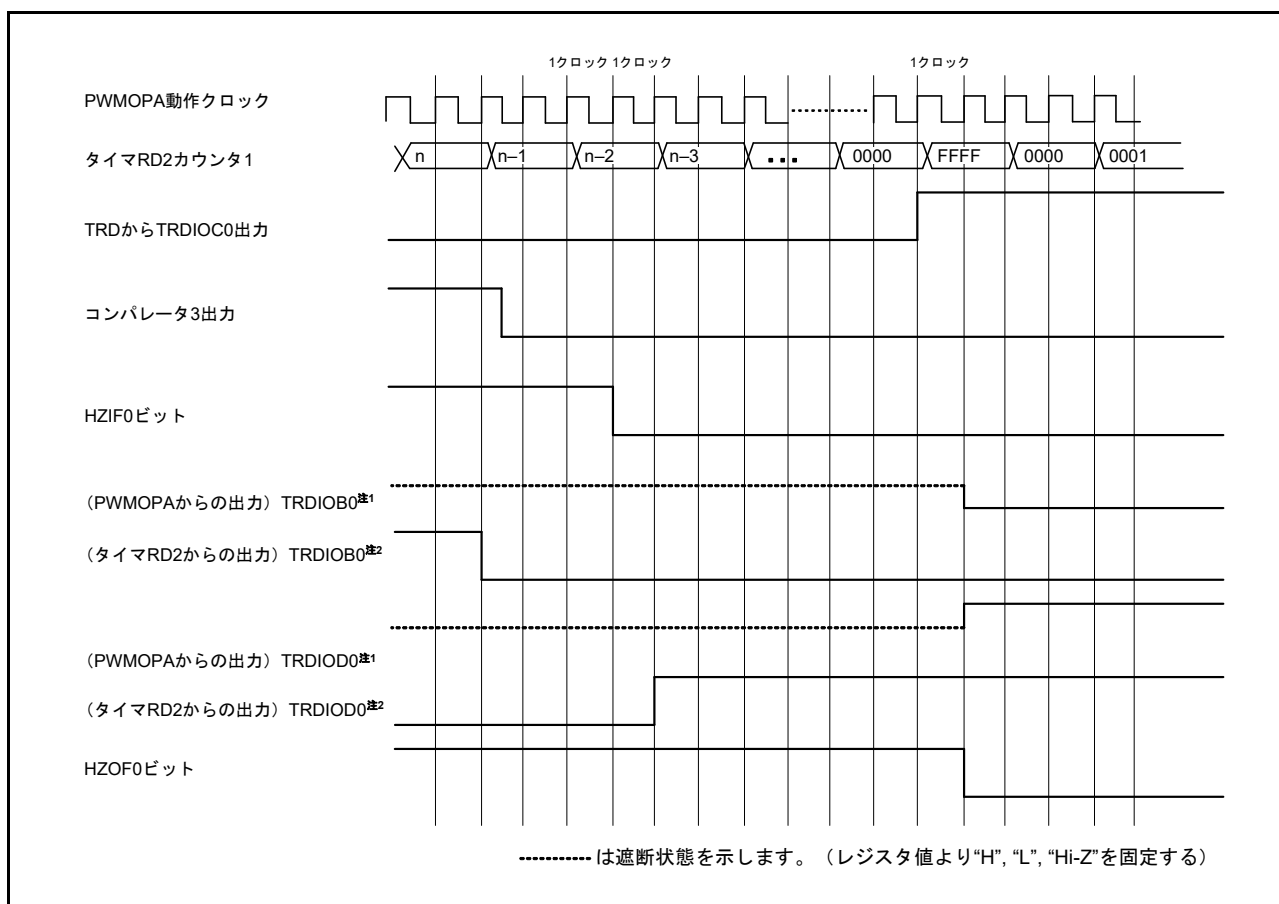 1クロック 1クロック 1クロック
PWMOPA動作クロック
タイマRD2カウンタ1 n n–1 n–2 n–3 ▪▪▪ 0000 FFFF 0000 0001
TRDからTRDIOC0出力
コンパレータ3出力
HZIF0ビット
(PWMOPAからの出力)TRDIOB0注1
(タイマRD2からの出力)TRDIOB0注2
(PWMOPAからの出力)TRDIOD0注1
(タイマRD2からの出力)TRDIOD0注2
HZOF0ビット
は遮断状態を示します。(レジスタ値より“H”, “L”, “Hi-Z”を固定する)